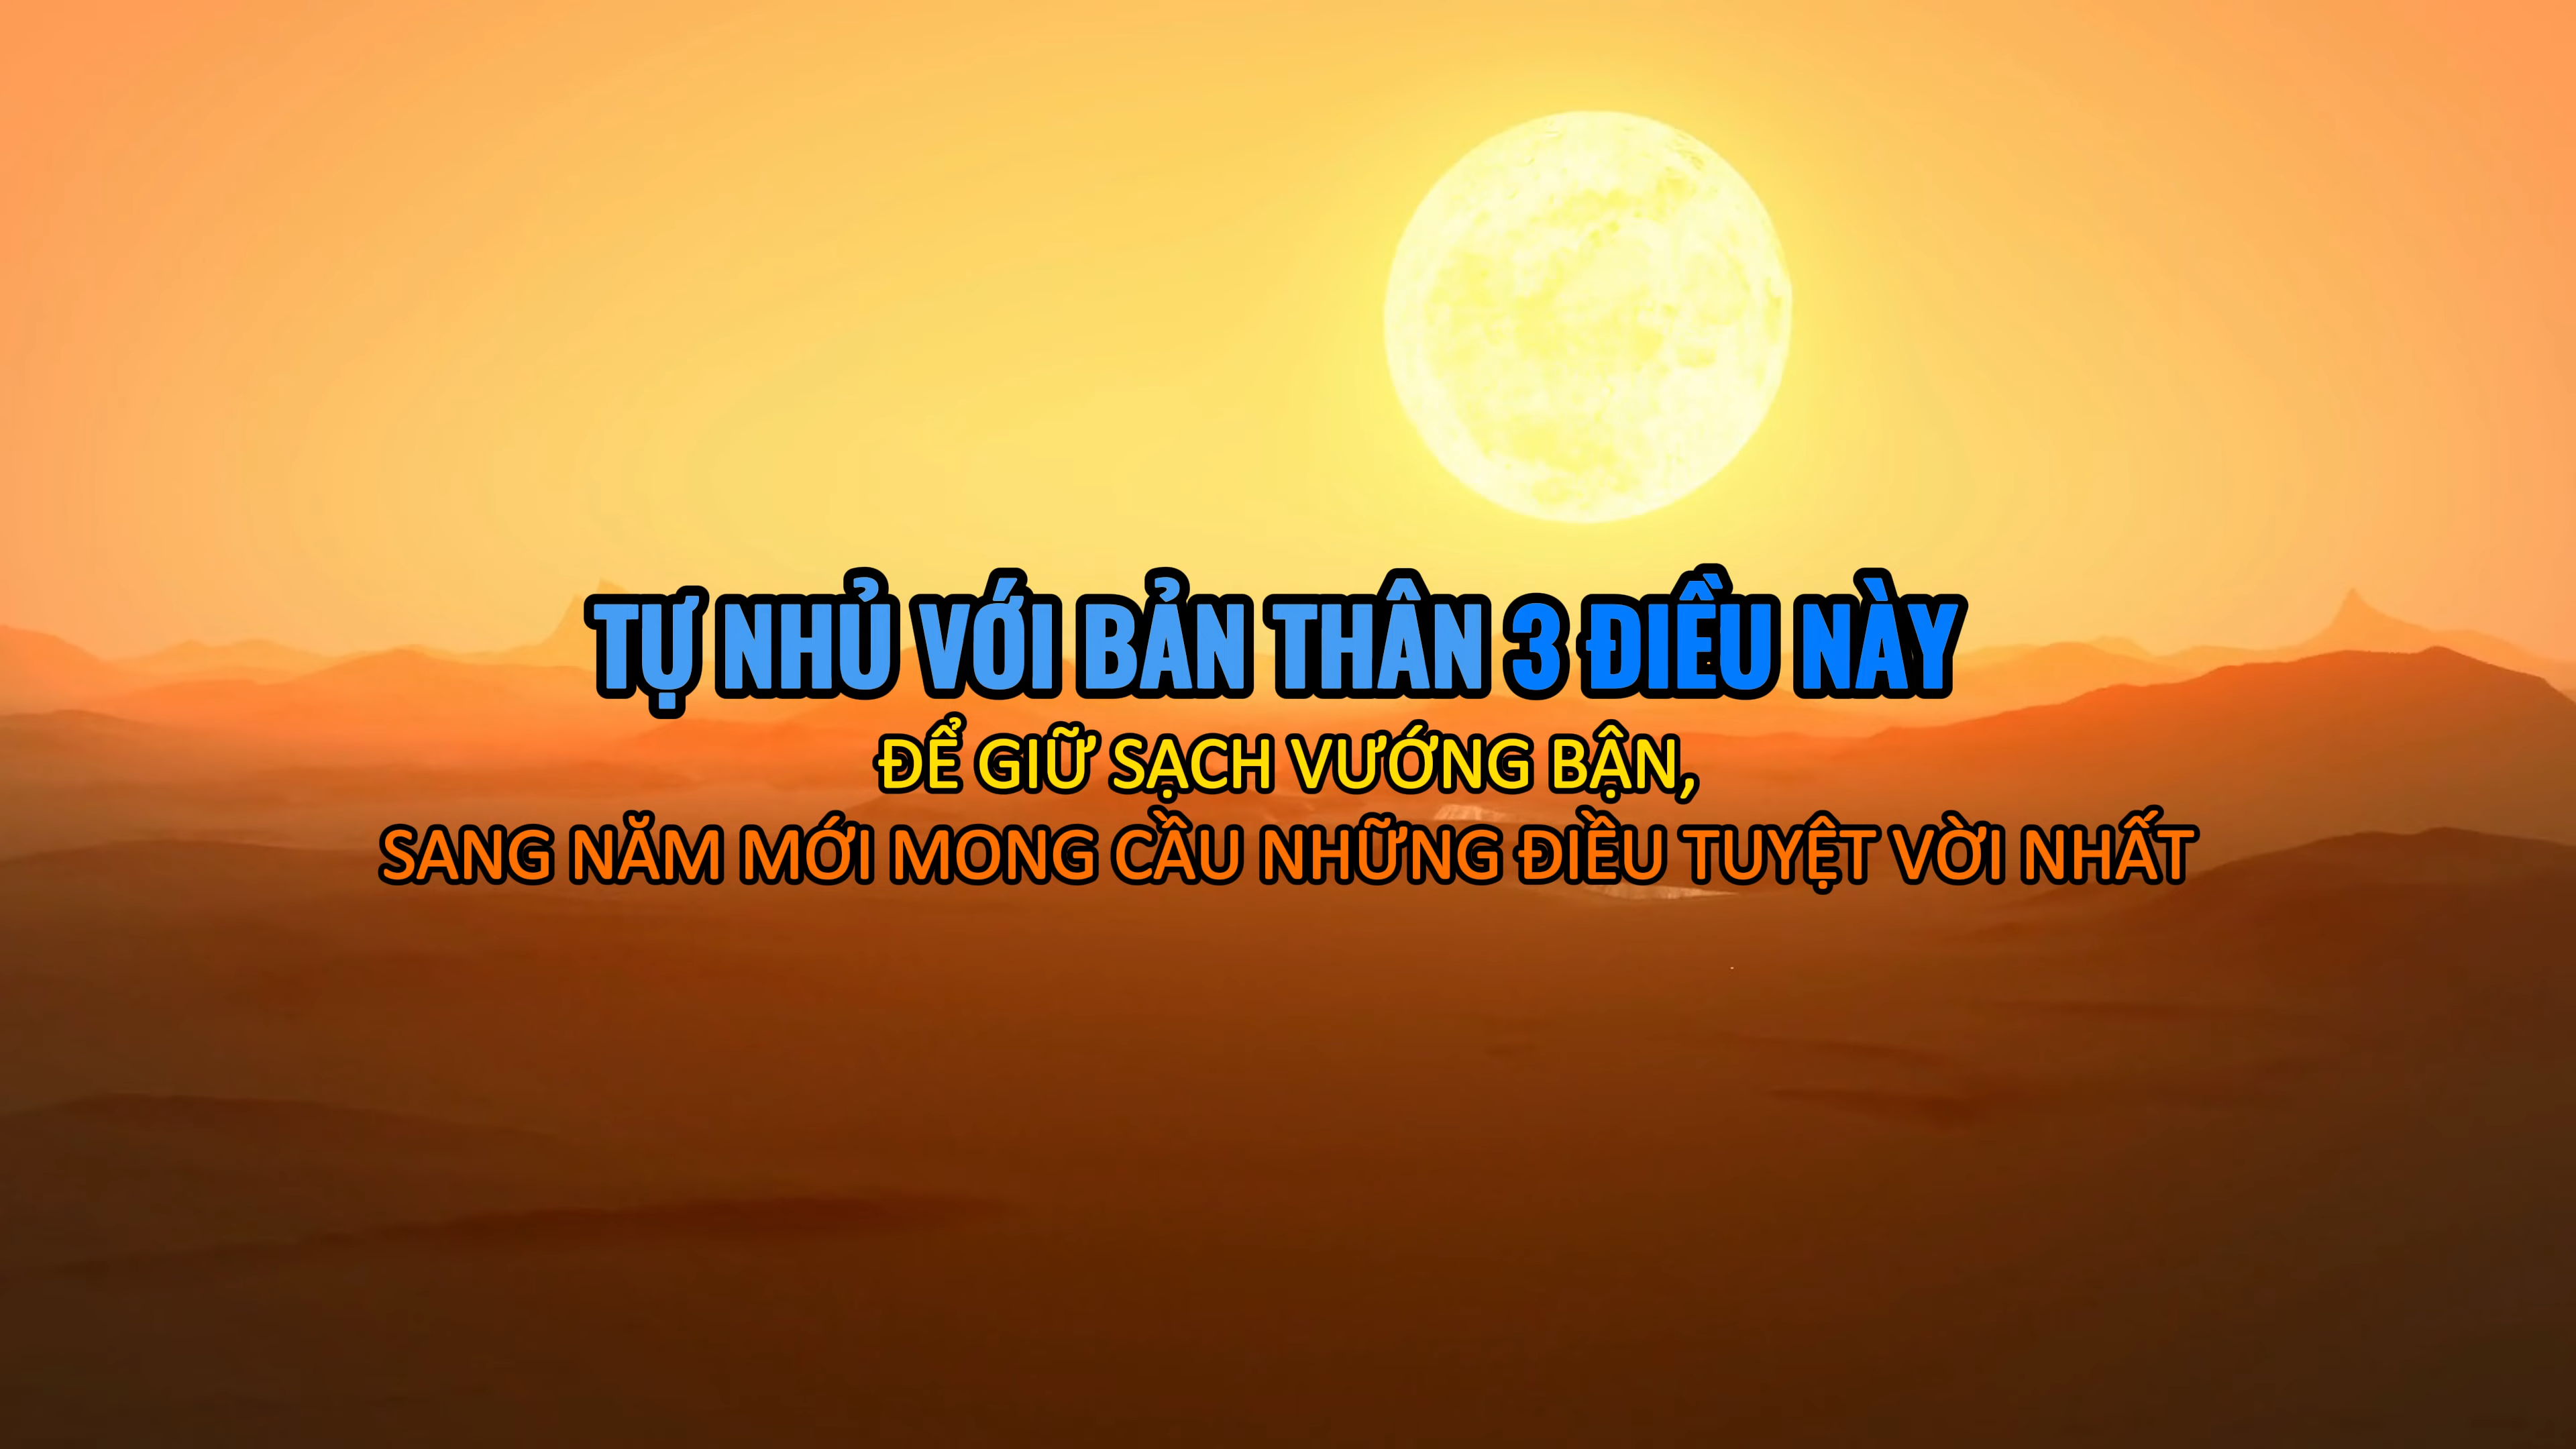 TỰ NHỦ VỚI BẢN THÂN 3 ĐIỀU NÀY
ĐỂ GIỮ SẠCH VƯỚNG BẬN,
SANG NĂM MỚI MONG CẦU NHỮNG ĐIỀU TUYỆT VỜI NHẤT